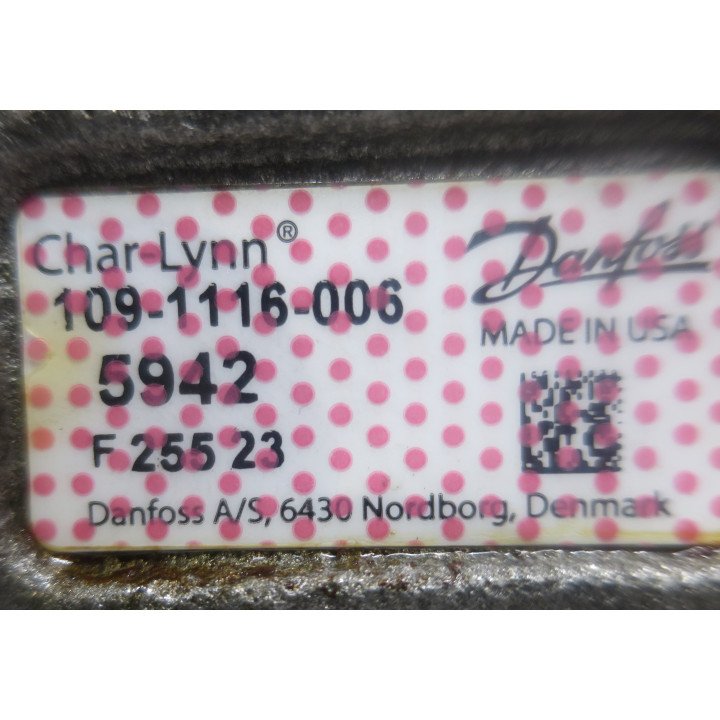 Char-Lynn®
Danfoss
109-1116-006
MADE IN USA
5942
F 255 23
Danfoss A/S, 6430 Nordborg, Denmark